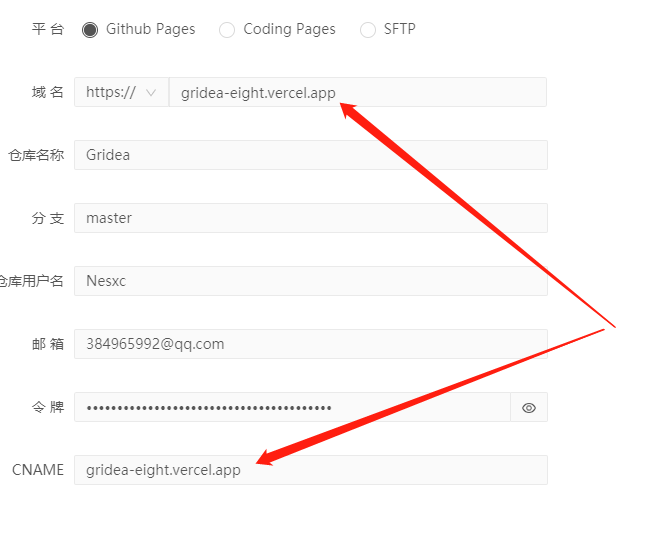 平 台 Github Pages Coding Pages SFTP
域 名 https:// gridea-eight.vercel.app
仓库名称 Gridea
分 支 master
仓库用户名 Nesxc
邮 箱 384965992@qq.com
令 牌 ••••••••••••••••••••••••••••••••••••••••
CNAME gridea-eight.vercel.app